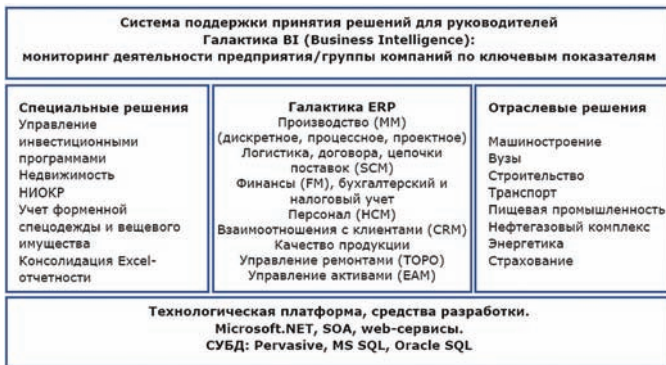 Система поддержки принятия решений для руководителей
Галактика BI (Business Intelligence):
мониторинг деятельности предприятия/группы компаний по ключевым показателям
Специальные решения
Управление
инвестиционными
программами
Недвижимость
НИОКР
Учет форменной
спецодежды и вещевого
имущества
Консолидация Excel-
отчетности
Галактика ERP
Производство (MM)
(дискретное, процессное, проектное)
Логистика, договора, цепочки
поставок (SCM)
Финансы (FM), бухгалтерский и
налоговый учет
Персонал (HCM)
Взаимоотношения с клиентами (CRM)
Качество продукции
Управление ремонтами (ТОРО)
Управление активами (EAM)
Отраслевые решения
Машиностроение
Вузы
Строительство
Транспорт
Пищевая промышленность
Нефтегазовый комплекс
Энергетика
Страхование
Технологическая платформа, средства разработки.
Microsoft.NET, SOA, web-сервисы.
СУБД: Pervasive, MS SQL, Oracle SQL